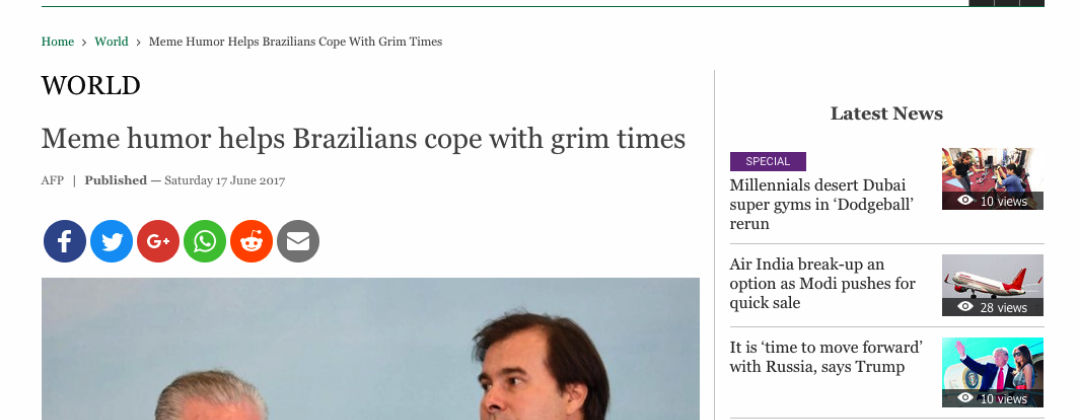 Home › World › Meme Humor Helps Brazilians Cope With Grim Times
WORLD
Meme humor helps Brazilians cope with grim times
AFP | Published — Saturday 17 June 2017
G+
Latest News
SPECIAL
Millennials desert Dubai
super gyms in ‘Dodgeball’
rerun
10 views
Air India break-up an
option as Modi pushes for
quick sale
28 views
It is ‘time to move forward’
with Russia, says Trump
10 views